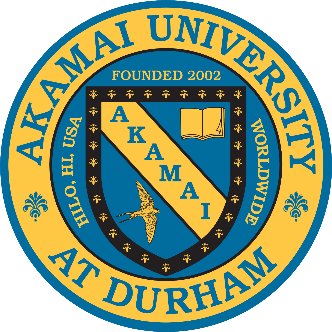 AKAMAI UNIVERSITY
AT DURHAM
FOUNDED 2002
HILO, HI, USA
WORLDWIDE
AKAMAI